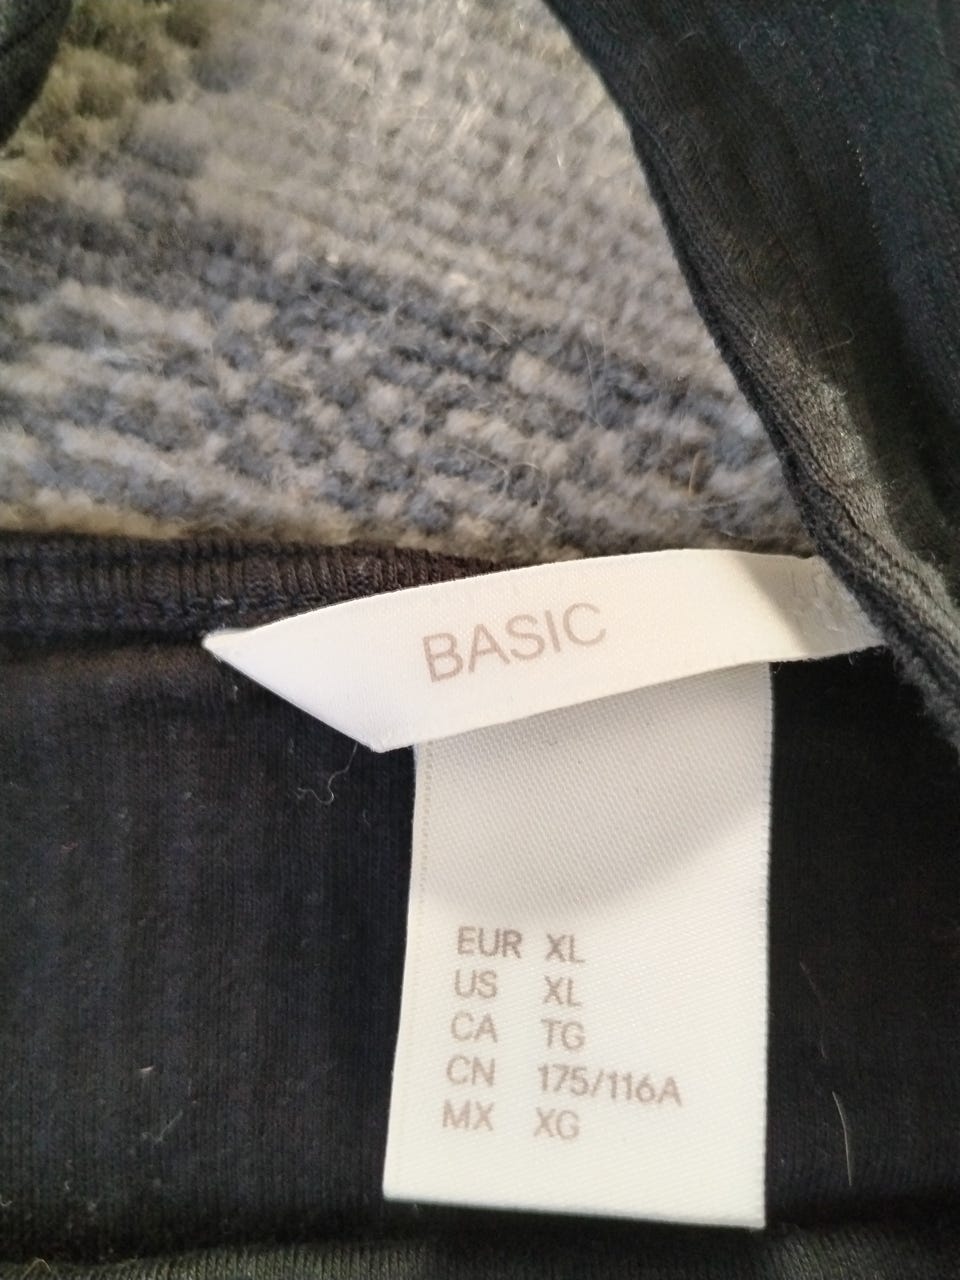 BASIC
EUR XL
US XL
CA TG
CN 175/116A
MX XG